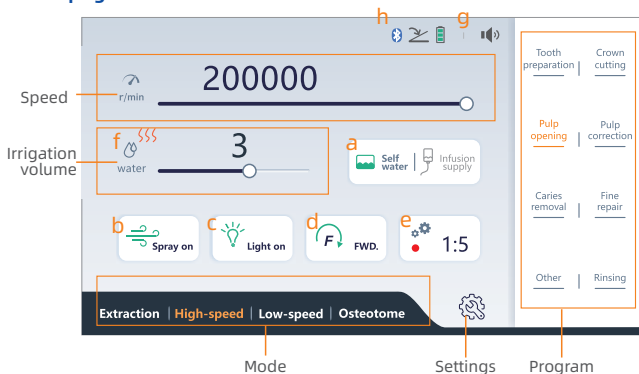 h
g
200000
r/min
Speed
f
3
water
Irrigation
volume
a
Self
water
Infusion
supply
b
Spray on
c
Light on
d
F
FWD.
e
1:5
Extraction
High-speed
Low-speed
Osteotome
Mode
Settings
Tooth
preparation
Crown
cutting
Pulp
opening
Pulp
correction
Caries
removal
Fine
repair
Other
Rinsing
Program